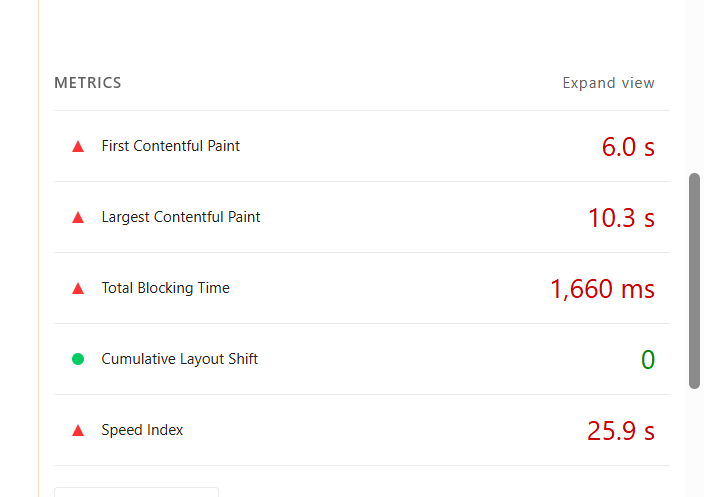 METRICS
Expand view
First Contentful Paint
6.0 s
Largest Contentful Paint
10.3 s
Total Blocking Time
1,660 ms
Cumulative Layout Shift
0
Speed Index
25.9 s